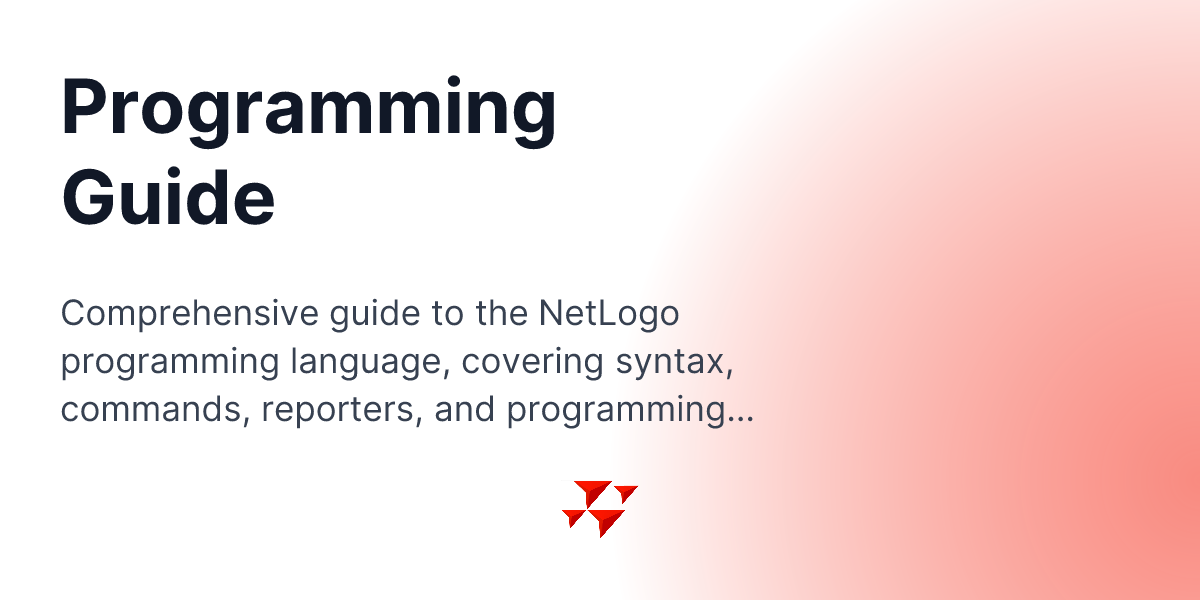 Programming
Guide
Comprehensive guide to the NetLogo
programming language, covering syntax,
commands, reporters, and programming...